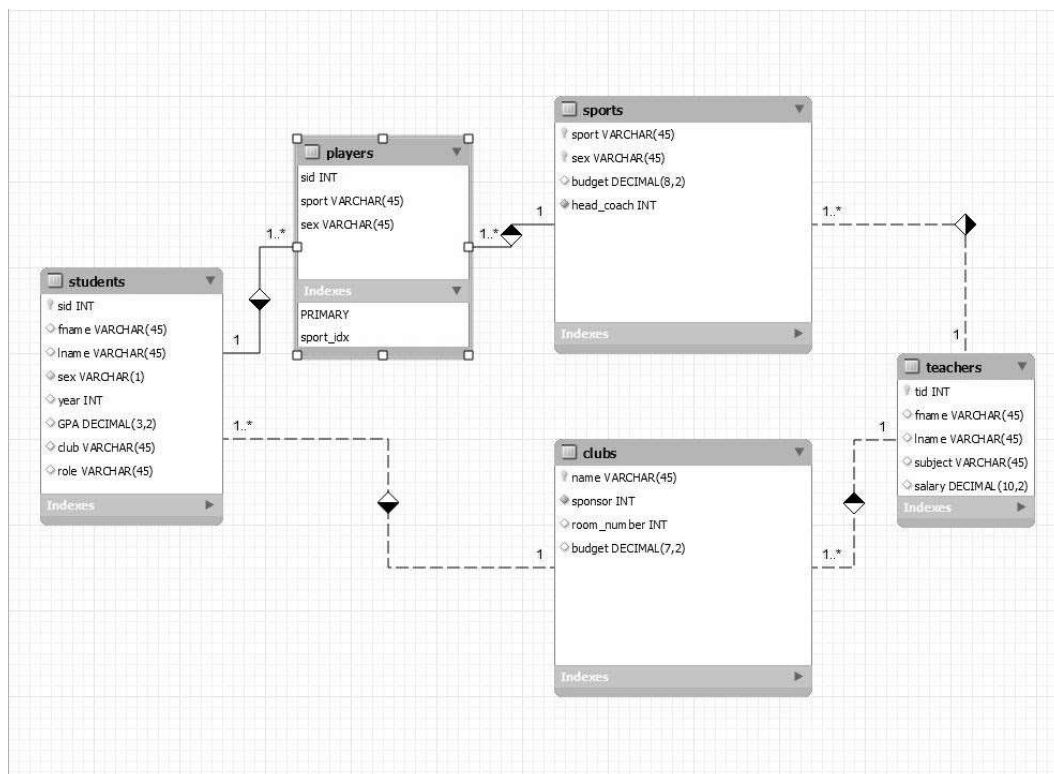 sports
sport VARCHAR(45)
sex VARCHAR(45)
budget DECIMAL(8,2)
head_coach INT
Indexes
players
sid INT
sport VARCHAR(45)
sex VARCHAR(45)
Indexes
PRIMARY
sport_idx
1..*
1..*
1
1..*
1
students
sid INT
fname VARCHAR(45)
lname VARCHAR(45)
sex VARCHAR(1)
year INT
GPA DECIMAL(3,2)
club VARCHAR(45)
role VARCHAR(45)
Indexes
1
1..*
teachers
tid INT
fname VARCHAR(45)
lname VARCHAR(45)
subject VARCHAR(45)
salary DECIMAL(10,2)
Indexes
1
clubs
name VARCHAR(45)
sponsor INT
room_number INT
budget DECIMAL(7,2)
Indexes
1
1..*